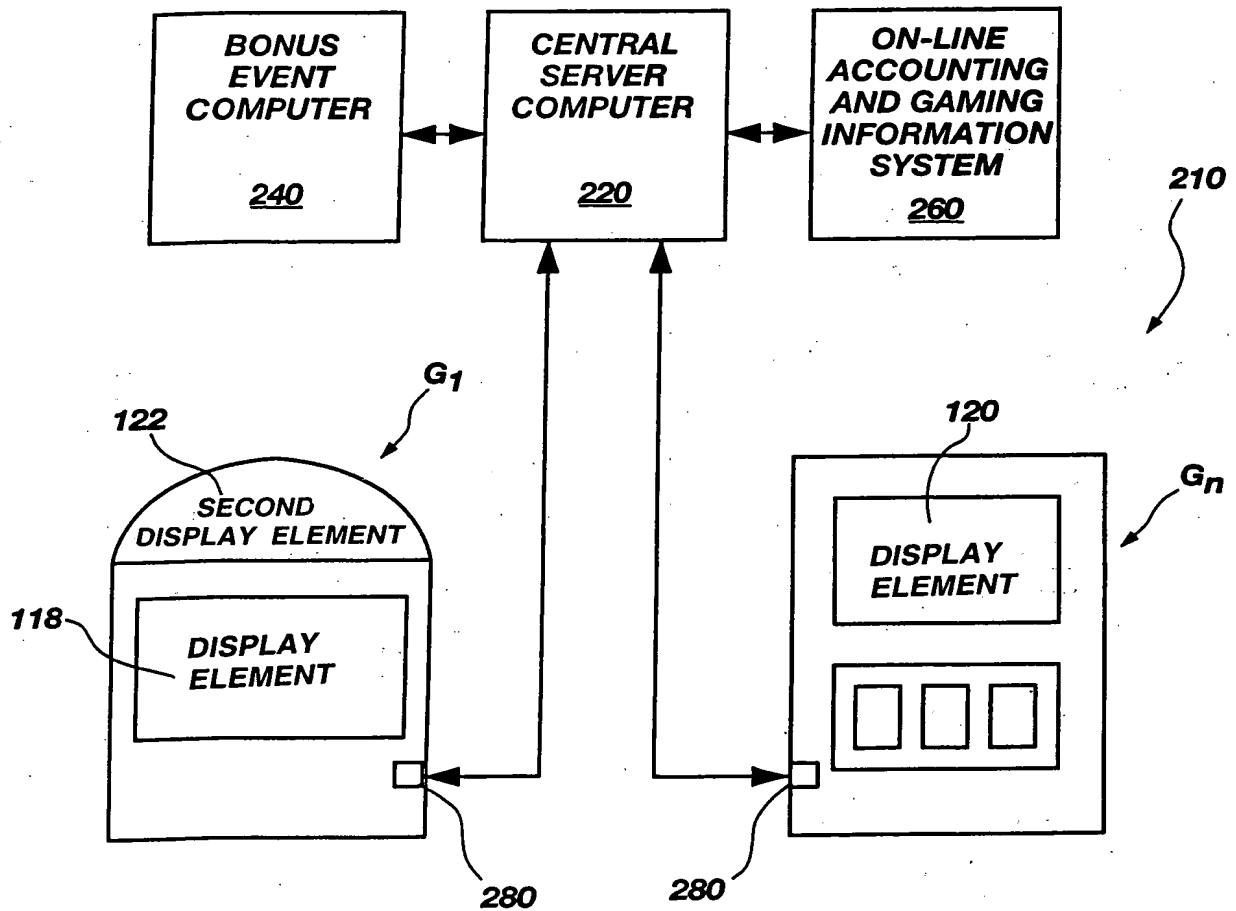 BONUS
EVENT
COMPUTER
240
CENTRAL
SERVER
COMPUTER
220
ON-LINE
ACCOUNTING
AND GAMING
INFORMATION
SYSTEM
260
210
G1
122
SECOND
DISPLAY ELEMENT
118
DISPLAY
ELEMENT
280
120
Gn
DISPLAY
ELEMENT
280